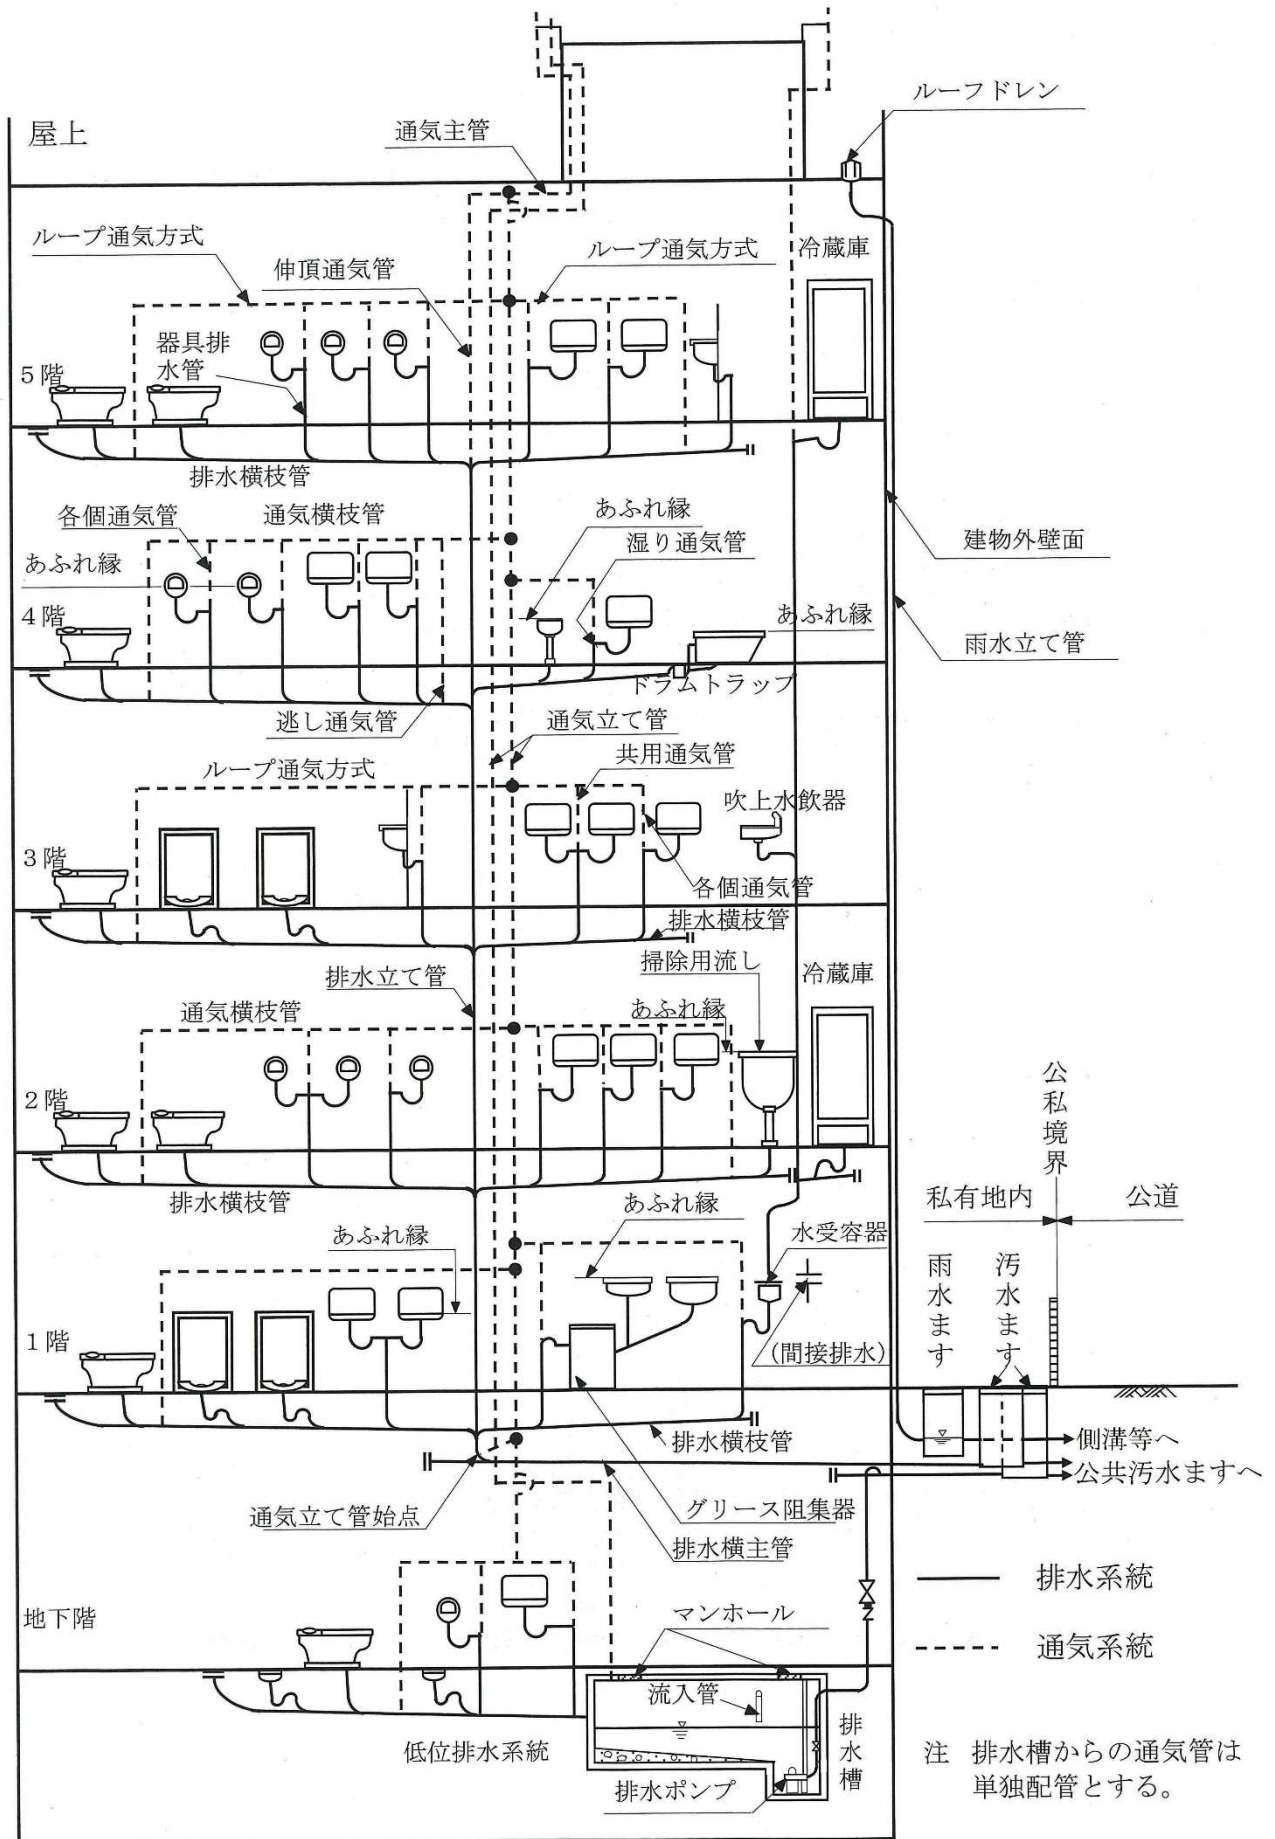 屋上
通気主管
ルーフドレン
ループ通気方式
伸頂通気管
ループ通気方式
冷蔵庫
器具排
水管
5階
排水横枝管
各個通気管
通気横枝管
あふれ縁
湿り通気管
建物外壁面
あふれ縁
4階
あふれ縁
雨水立て管
ドラムトラップ
逃し通気管
通気立て管
ループ通気方式
共用通気管
吹上水飲器
3階
各個通気管
排水横枝管
排水立て管
掃除用流し
冷蔵庫
通気横枝管
あふれ縁
2階
公私境界
排水横枝管
私有地内
公道
あふれ縁
あふれ縁
水受容器
雨水ます
汚水ます
1階
(間接排水)
排水横枝管
側溝等へ
公共汚水ますへ
通気立て管始点
グリース阻集器
排水横主管
排水系統
地下階
マンホール
通気系統
流入管
排水槽
低位排水系統
排水ポンプ
注 排水槽からの通気管は
単独配管とする。